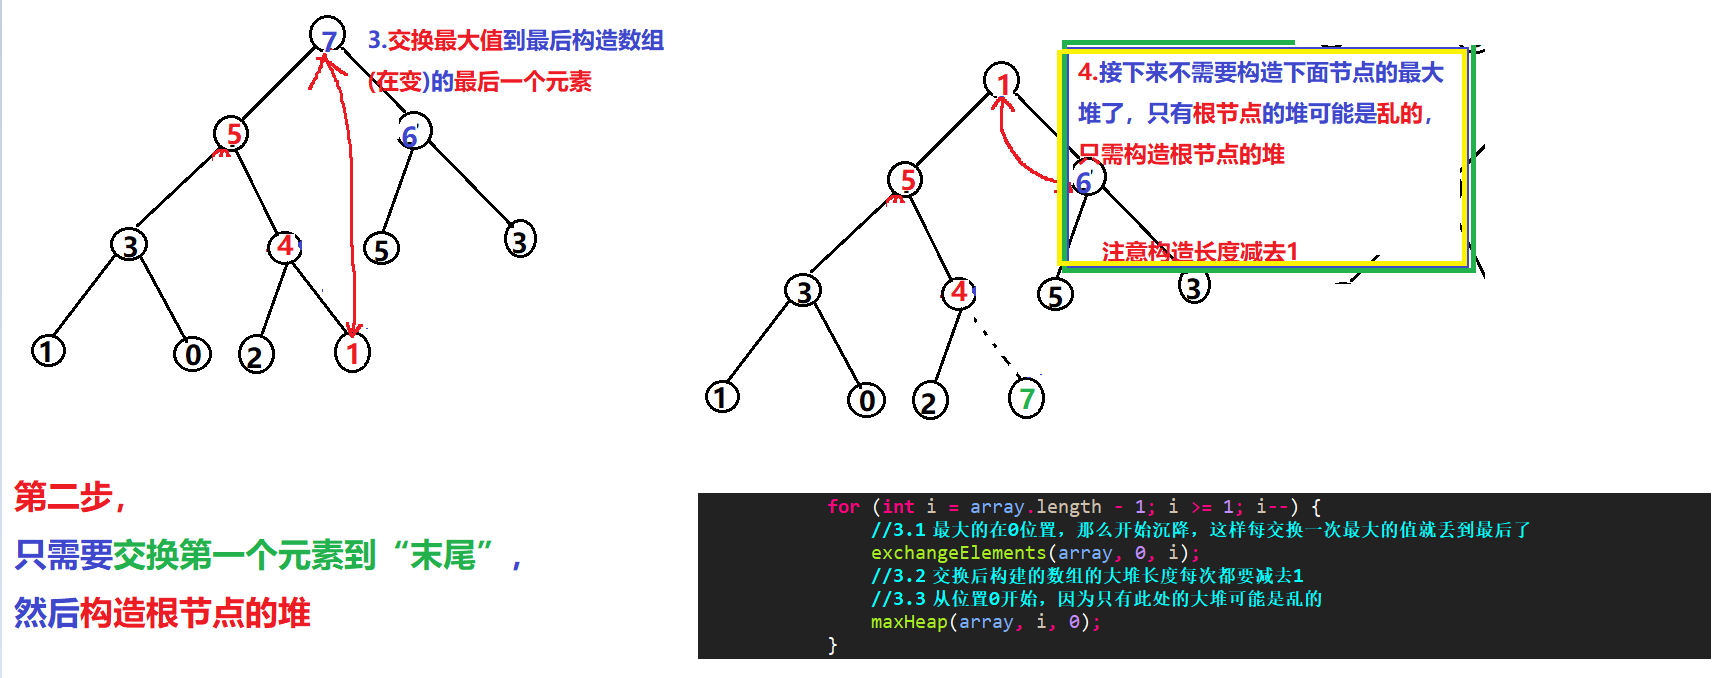 7
3.交换最大值到最后构造数组
(在变)的最后一个元素
5
6
3
4
5
3
1
0
2
1
1
4.接下来不需要构造下面节点的最大
堆了，只有根节点的堆可能是乱的，
只需构造根节点的堆
5
6
注意构造长度减去1
3
4
5
3
1
0
2
7
第二步，
只需要交换第一个元素到“末尾”，
然后构造根节点的堆
for (int i = array.length - 1; i >= 1; i--) {
//3.1 最大的在0位置，那么开始沉降，这样每交换一次最大的值就丢到最后了
exchangeElements(array, 0, i);
//3.2 交换后构建的数组的大堆长度每次都要减去1
//3.3 从位置0开始，因为只有此处的大堆可能是乱的
maxHeap(array, i, 0);
}